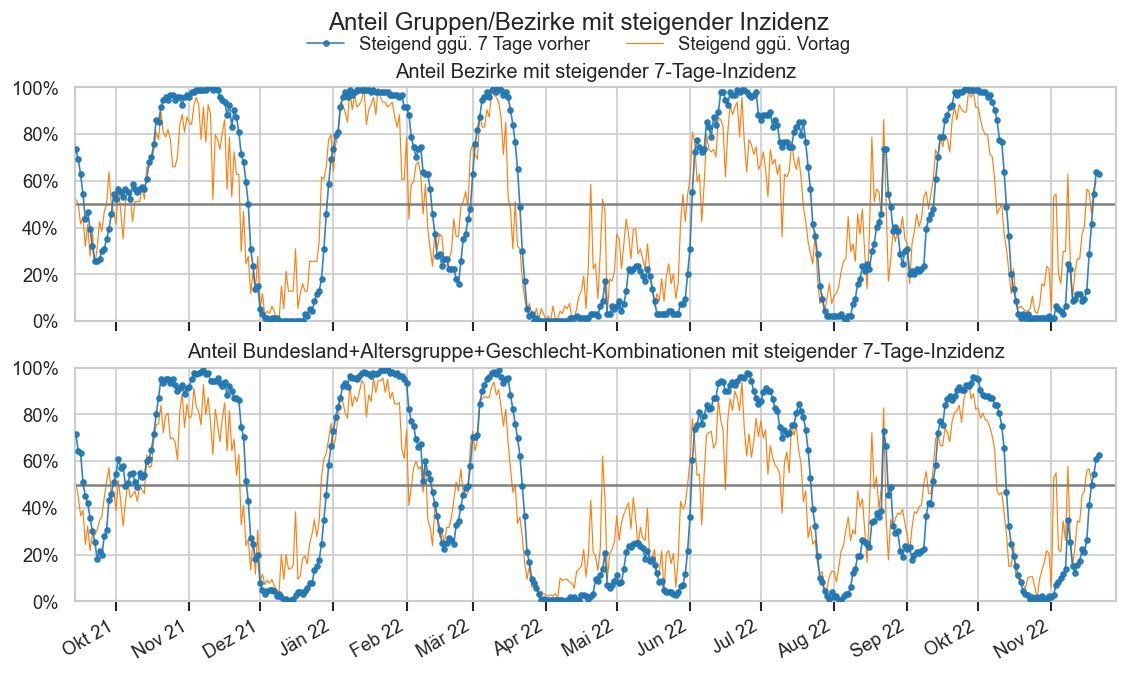 Anteil Gruppen/Bezirke mit steigender Inzidenz
Steigend ggü. 7 Tage vorher Steigend ggü. Vortag
Anteil Bezirke mit steigender 7-Tage-Inzidenz
100%
80%
60%
40%
20%
0%
Anteil Bundesland+Altersgruppe+Geschlecht-Kombinationen mit steigender 7-Tage-Inzidenz
100%
80%
60%
40%
20%
0%
Okt 21 Nov 21 Dez 21 Jän 22 Feb 22 Mär 22 Apr 22 Mai 22 Jun 22 Jul 22 Aug 22 Sep 22 Okt 22 Nov 22